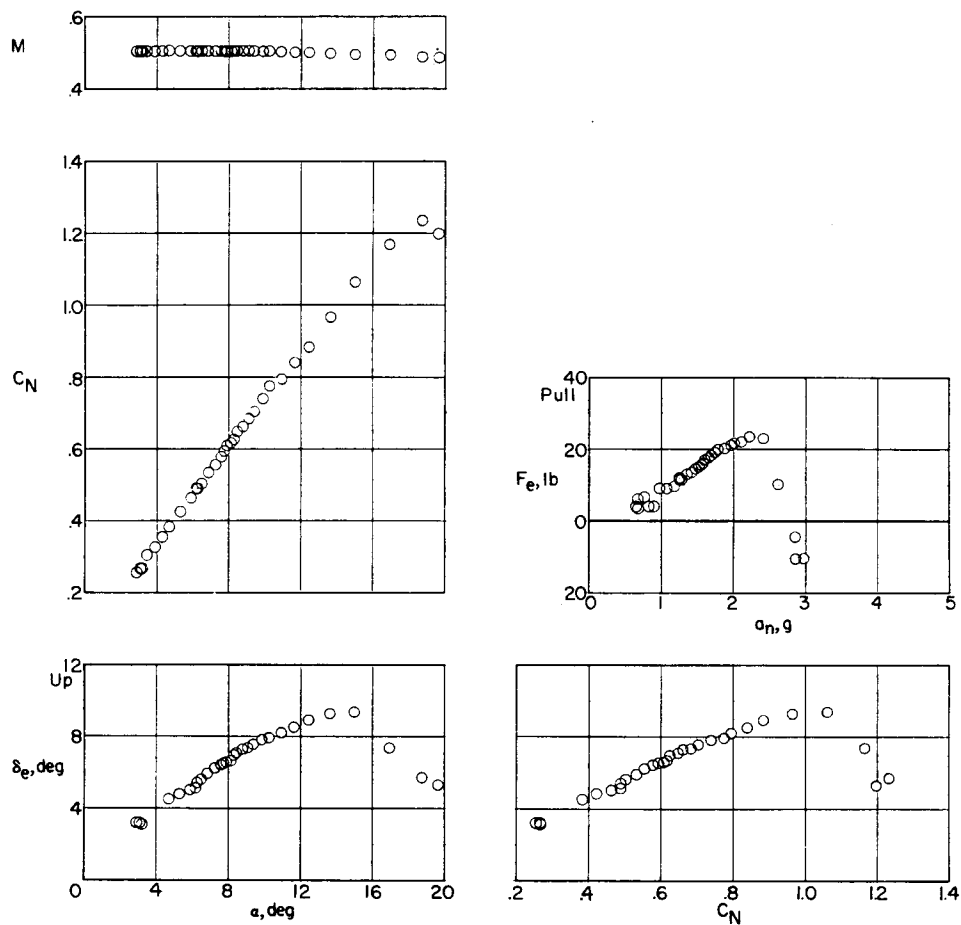 .6
M
.4
1.4
1.2
1.0
C_N
.8
.6
.4
.2
12
Up
8
δ_e, deg
4
0 4 8 12 16 20
α, deg
40
Pull
20
F_e, lb
0
20
0 1 2 3 4 5
a_n, g
.2 .4 .6 .8 1.0 1.2 1.4
C_N